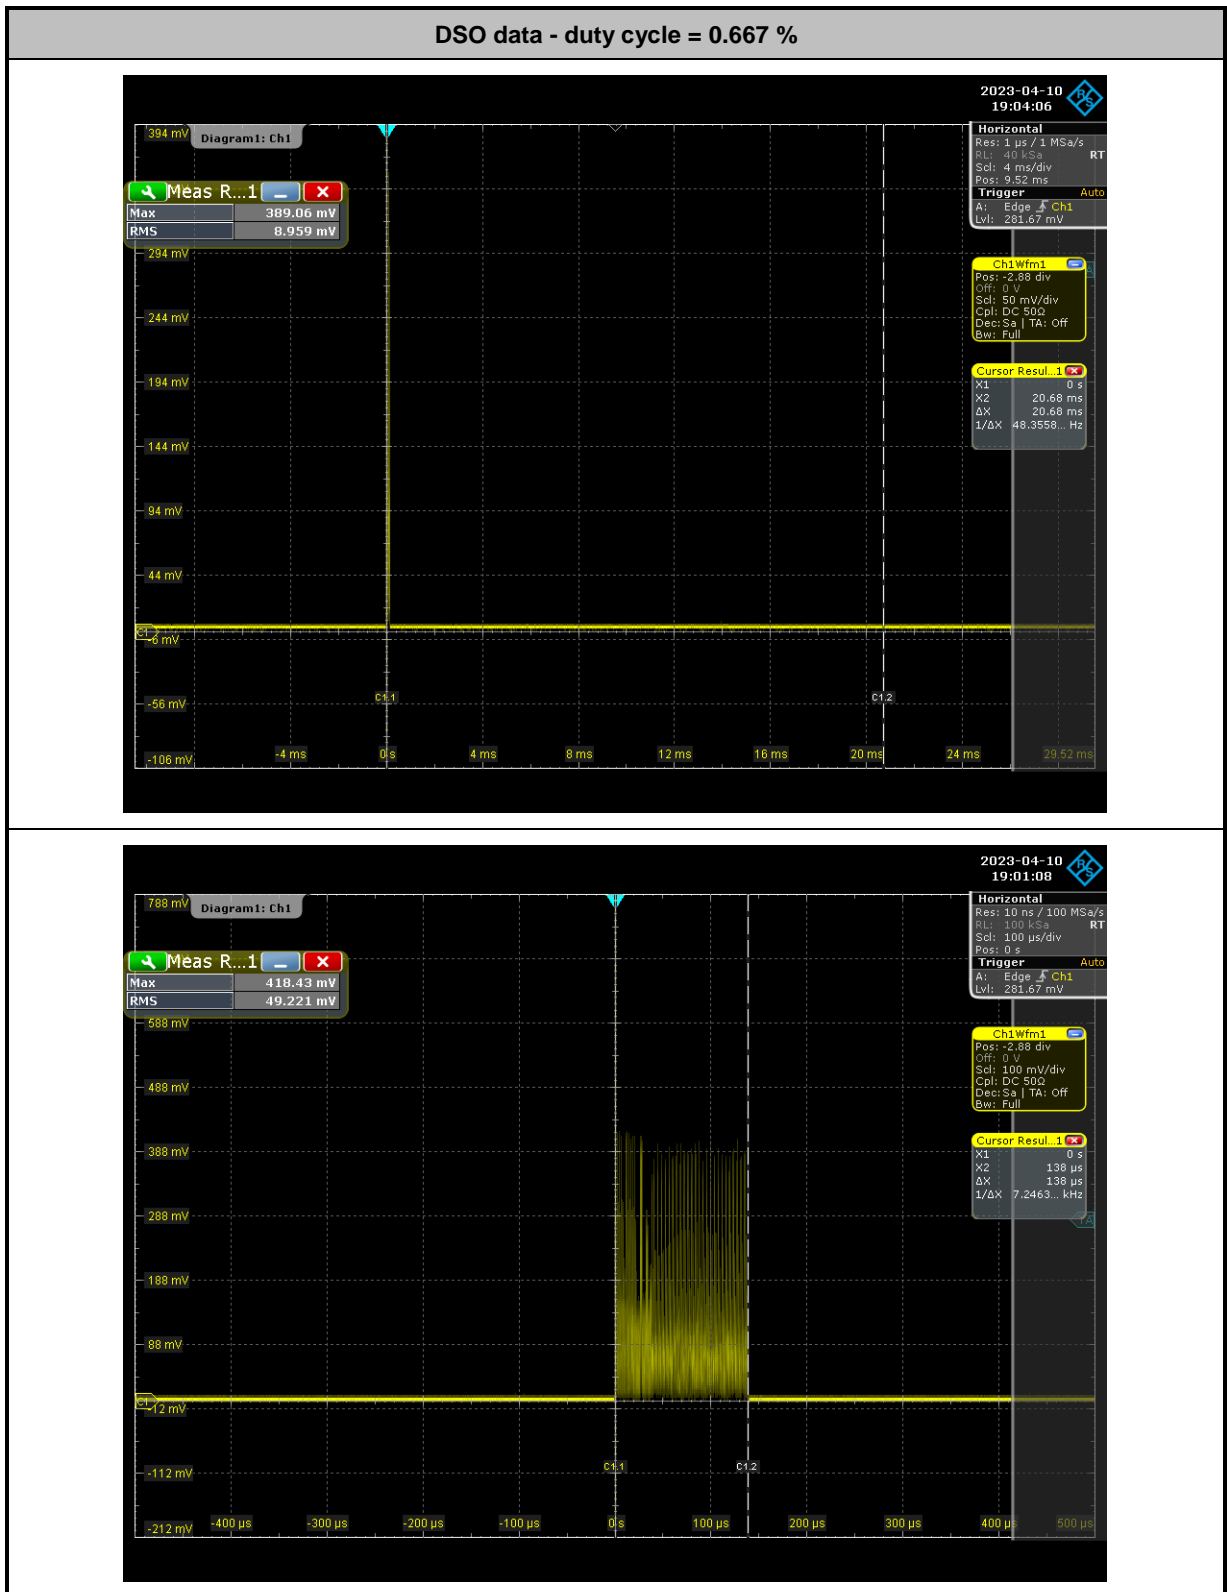 DSO data - duty cycle = 0.667 %
2023-04-10
19:04:06
Diagram1: Ch1
394 mV
294 mV
244 mV
194 mV
144 mV
94 mV
44 mV
-6 mV
-56 mV
-106 mV
Meas R...1
Max 389.06 mV
RMS 8.959 mV
Horizontal
Res: 1 µs / 1 MSa/s
RL: 40 kSa RT
Scl: 4 ms/div
Pos: 9.52 ms
Trigger Auto
A: Edge Ch1
Lvl: 281.67 mV
Ch1Wfm1
Pos: -2.88 div
Off: 0 V
Scl: 50 mV/div
Cpl: DC 50Ω
Dec: Sa | TA: Off
Bw: Full
Cursor Resul...1
X1 0 s
X2 20.68 ms
ΔX 20.68 ms
1/ΔX 48.3558... Hz
C1
C1.1 C1.2
-4 ms 0 s 4 ms 8 ms 12 ms 16 ms 20 ms 24 ms 29.52 ms
2023-04-10
19:01:08
Diagram1: Ch1
788 mV
588 mV
488 mV
388 mV
288 mV
188 mV
88 mV
-12 mV
-112 mV
-212 mV
Meas R...1
Max 418.43 mV
RMS 49.221 mV
Horizontal
Res: 10 ns / 100 MSa/s
RL: 100 kSa RT
Scl: 100 µs/div
Pos: 0 s
Trigger Auto
A: Edge Ch1
Lvl: 281.67 mV
Ch1Wfm1
Pos: -2.88 div
Off: 0 V
Scl: 100 mV/div
Cpl: DC 50Ω
Dec: Sa | TA: Off
Bw: Full
Cursor Resul...1
X1 0 s
X2 138 µs
ΔX 138 µs
1/ΔX 7.2463... kHz
TA
C1
C1.1 C1.2
-400 µs -300 µs -200 µs -100 µs 0 s 100 µs 200 µs 300 µs 400 µs 500 µs